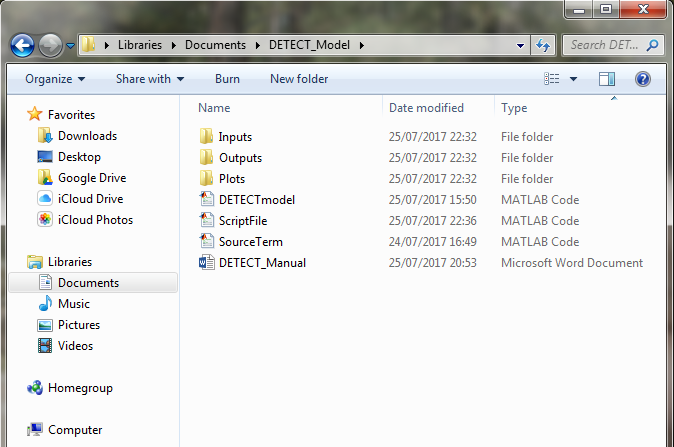 Libraries Documents DETECT_Model
Search DET...
Organize Share with Burn New folder
Name Date modified Type
Favorites
Downloads
Desktop
Google Drive
iCloud Drive
iCloud Photos
Libraries
Documents
Music
Pictures
Videos
Homegroup
Computer
Inputs 25/07/2017 22:32 File folder
Outputs 25/07/2017 22:32 File folder
Plots 25/07/2017 22:32 File folder
DETECTmodel 25/07/2017 15:50 MATLAB Code
ScriptFile 25/07/2017 22:36 MATLAB Code
SourceTerm 24/07/2017 16:49 MATLAB Code
DETECT_Manual 25/07/2017 20:53 Microsoft Word Document